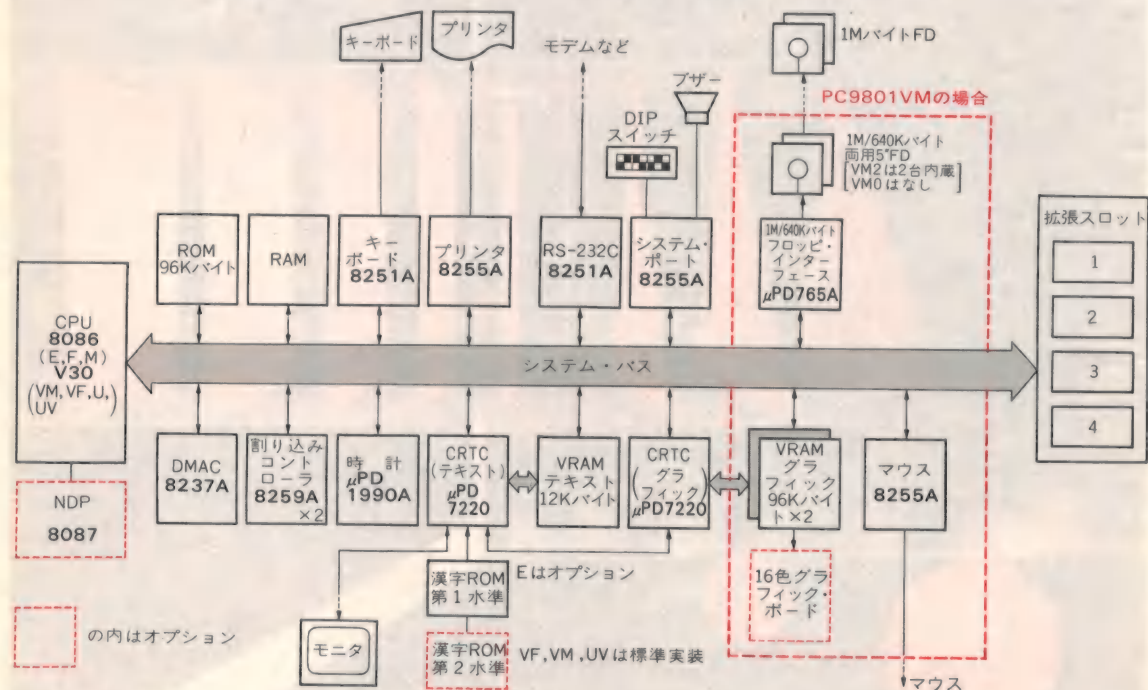 キーボード
プリンタ
モデムなど
ブザー
DIP
スイッチ
1MバイトFD
PC9801VMの場合
1M/640Kバイト
両用5"FD
[VM2は2台内蔵]
[VM0はなし]
ROM
96Kバイト
RAM
キー
ボード
8251A
プリンタ
8255A
RS-232C
8251A
システム・
ポート
8255A
1M/640Kバイト
フロッピ・
インター
フェース
μPD765A
拡張スロット
1
2
3
4
CPU
8086
(E,F,M)
V30
(VM,VF,U,
UV)
システム・バス
NDP
8087
DMAC
8237A
割り込み
コント
ローラ
8259A
×2
時計
μPD
1990A
CRTC
(テキスト)
μPD
7220
VRAM
テキスト
12Kバイト
CRTC
(グラ
フィック)
μPD7220
VRAM
グラ
フィック
96Kバイ
ト×2
マウス
8255A
16色グラ
フィック・
ボード
マウス
漢字ROM
第1水準
Eはオプション
漢字ROM
第2水準
VF,VM,UVは標準実装
モニタ
の内はオプション